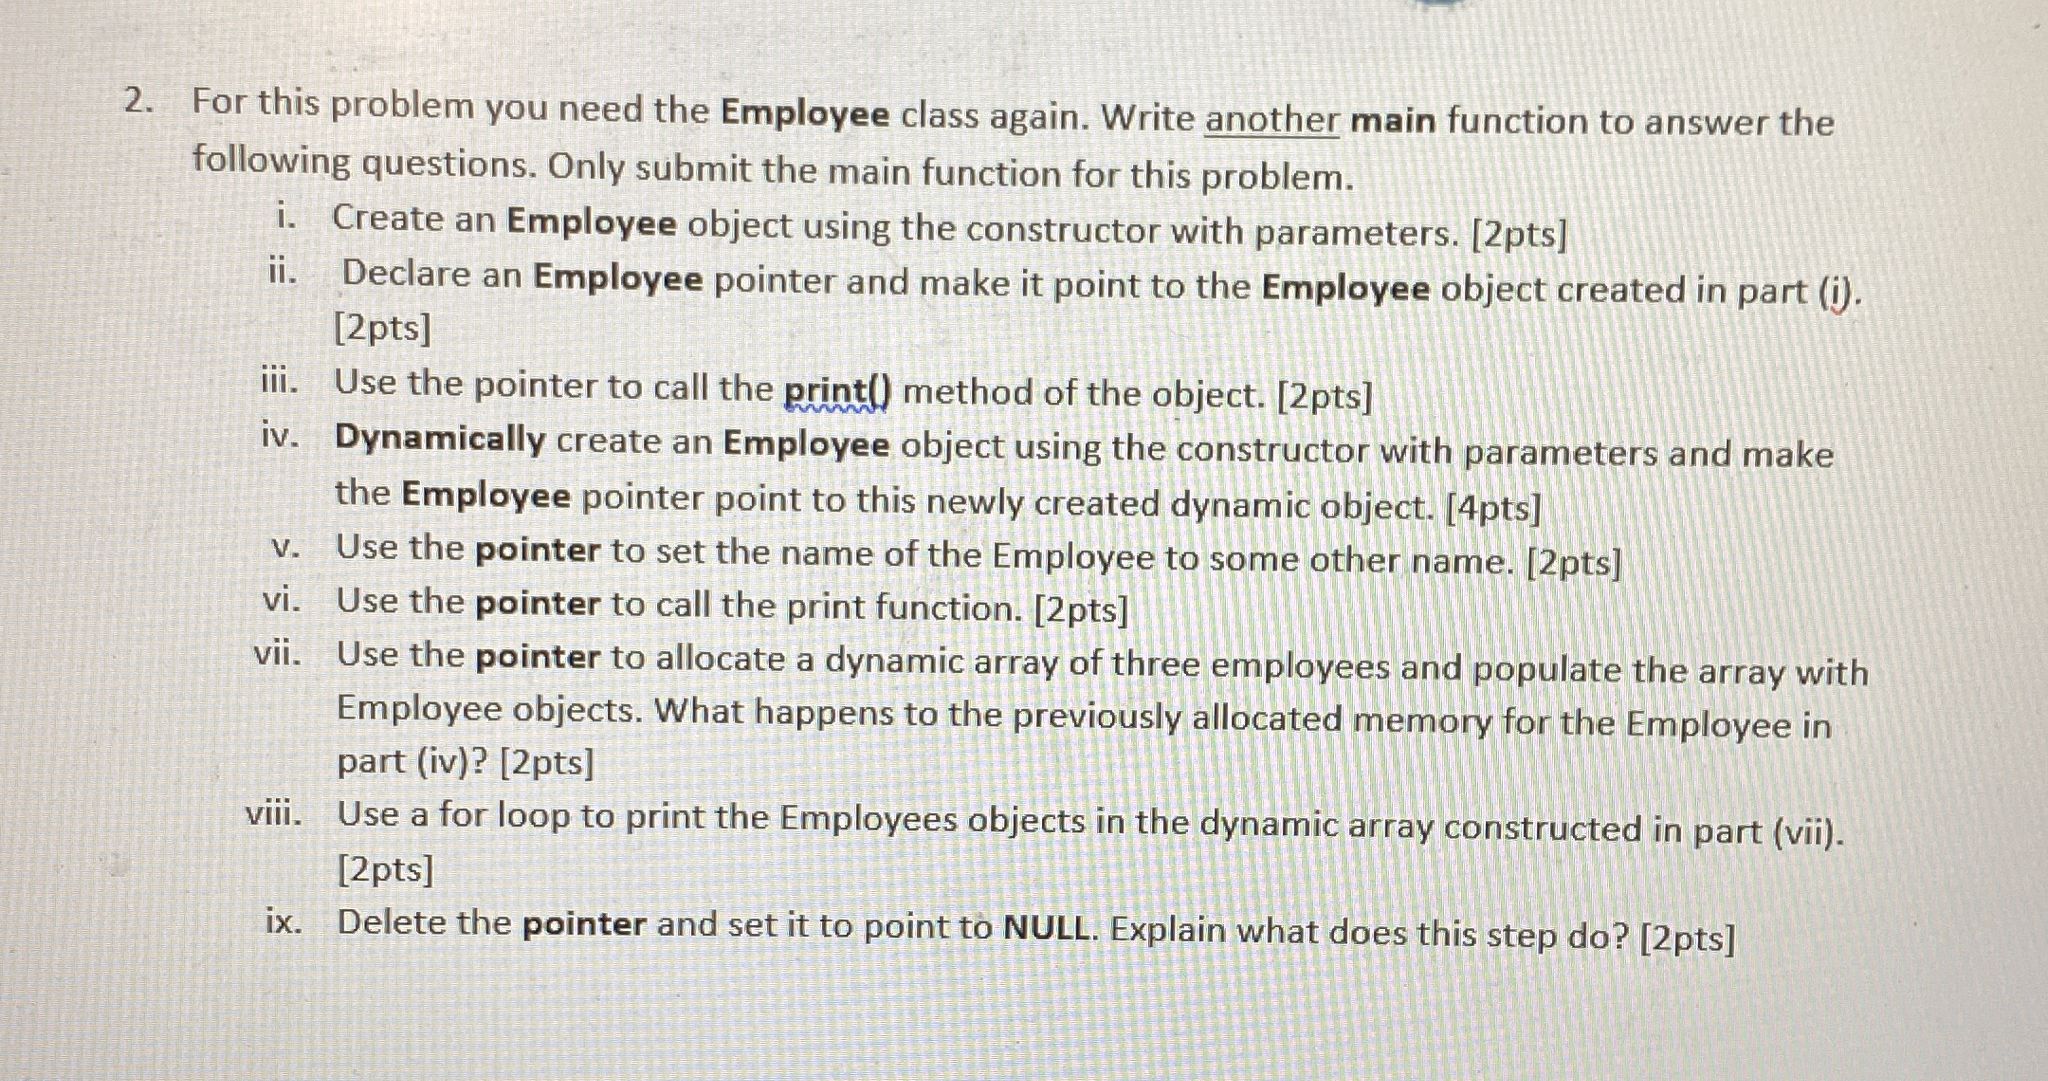 2. For this problem you need the Employee class again. Write another main function to answer the
following questions. Only submit the main function for this problem.
i. Create an Employee object using the constructor with parameters. [2pts]
ii. Declare an Employee pointer and make it point to the Employee object created in part (i).
[2pts]
iii. Use the pointer to call the print() method of the object. [2pts]
iv. Dynamically create an Employee object using the constructor with parameters and make
the Employee pointer point to this newly created dynamic object. [4pts]
v. Use the pointer to set the name of the Employee to some other name. [2pts]
vi. Use the pointer to call the print function. [2pts]
vii. Use the pointer to allocate a dynamic array of three employees and populate the array with
Employee objects. What happens to the previously allocated memory for the Employee in
part (iv)? [2pts]
viii. Use a for loop to print the Employees objects in the dynamic array constructed in part (vii).
[2pts]
ix. Delete the pointer and set it to point to NULL. Explain what does this step do? [2pts]